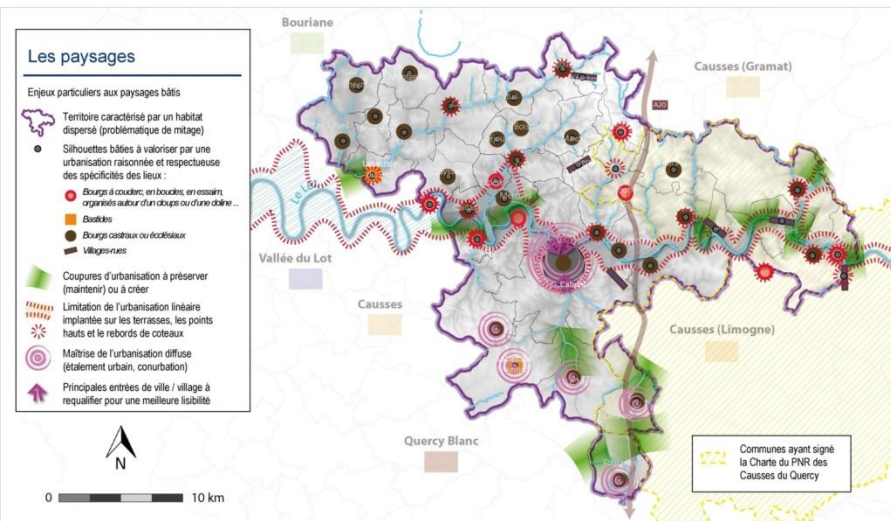 Les paysages
Enjeux particuliers aux paysages bâtis
Territoire caractérisé par un habitat
dispersé (problématique de mitage)
Silhouettes bâties à valoriser par une
urbanisation raisonnée et respectueuse
des spécificités des lieux :
Bourgs à couderc, en boucles, en essaim,
organisés autour d'un cloups ou d'une doline ...
Bastides
Bourgs castraux ou écclésiaux
Villages-rues
Coupures d'urbanisation à préserver
(maintenir) ou à créer
Limitation de l'urbanisation linéaire
implantée sur les terrasses, les points
hauts et le rebords de coteaux
Maîtrise de l'urbanisation diffuse
(étalement urbain, conurbation)
Principales entrées de ville / village à
requalifier pour une meilleure lisibilité
N
0
10 km
Bouriane
Causses (Gramat)
A20
Le Lot
Vallée du Lot
Causses
Causses (Limogne)
Quercy Blanc
Communes ayant signé
la Charte du PNR des
Causses du Quercy